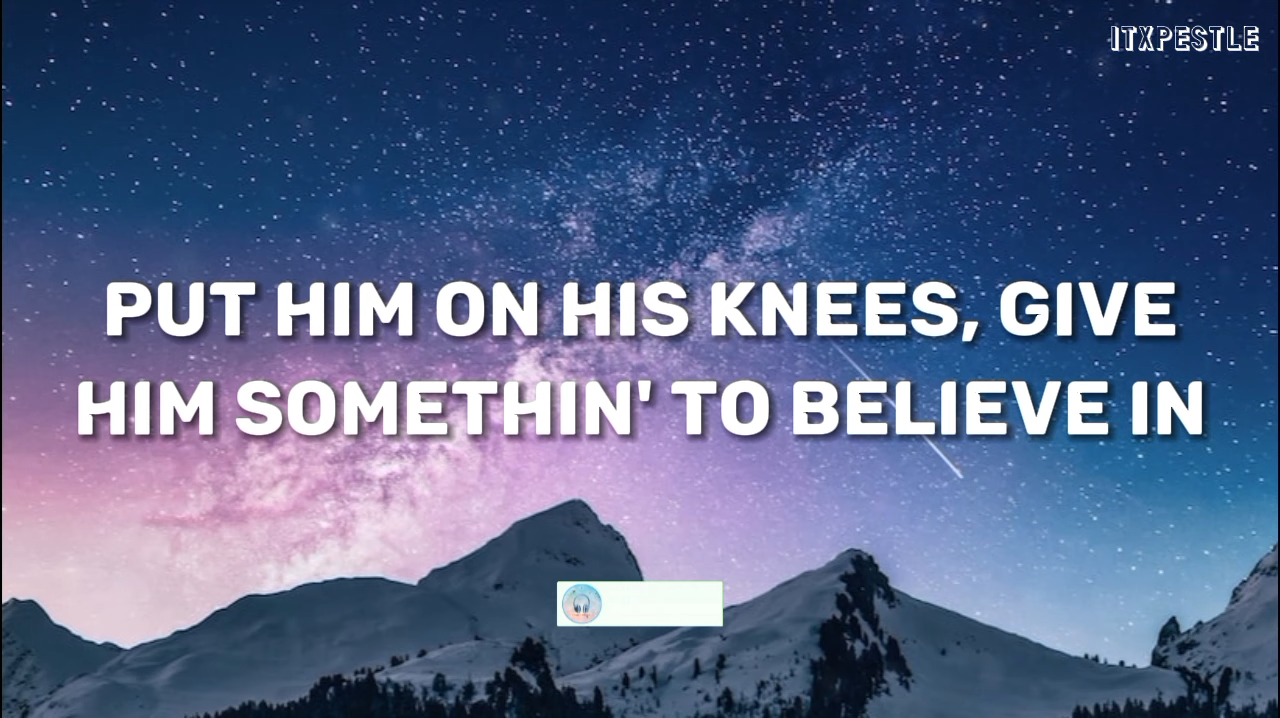 ITXPESTLE
PUT HIM ON HIS KNEES, GIVE
HIM SOMETHIN' TO BELIEVE IN